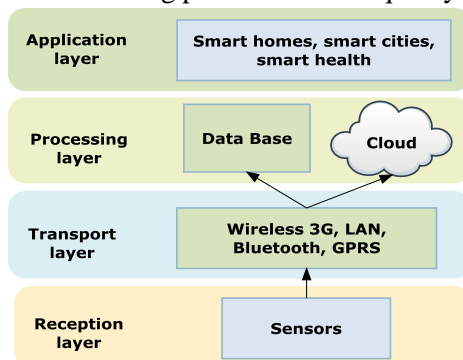 Application
layer
Smart homes, smart cities,
smart health
Processing
layer
Data Base
Cloud
Transport
layer
Wireless 3G, LAN,
Bluetooth, GPRS
Reception
layer
Sensors